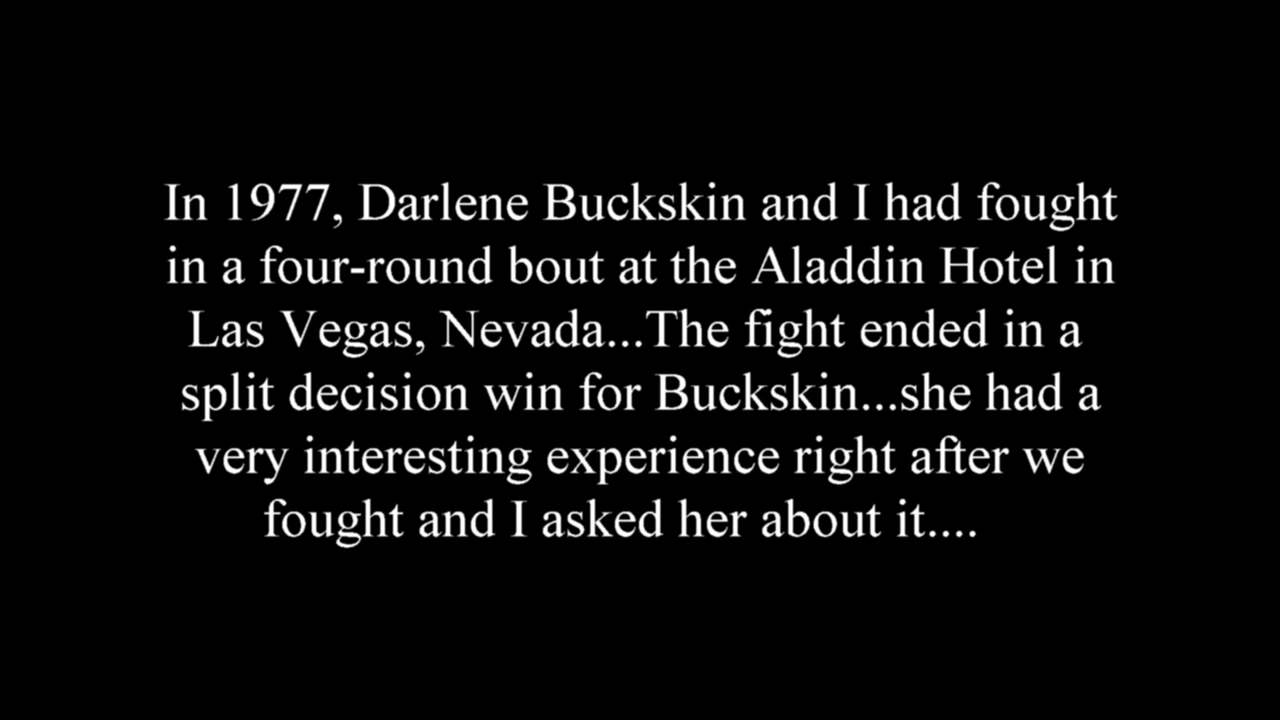 In 1977, Darlene Buckskin and I had fought
in a four-round bout at the Aladdin Hotel in
Las Vegas, Nevada...The fight ended in a
split decision win for Buckskin...she had a
very interesting experience right after we
fought and I asked her about it....